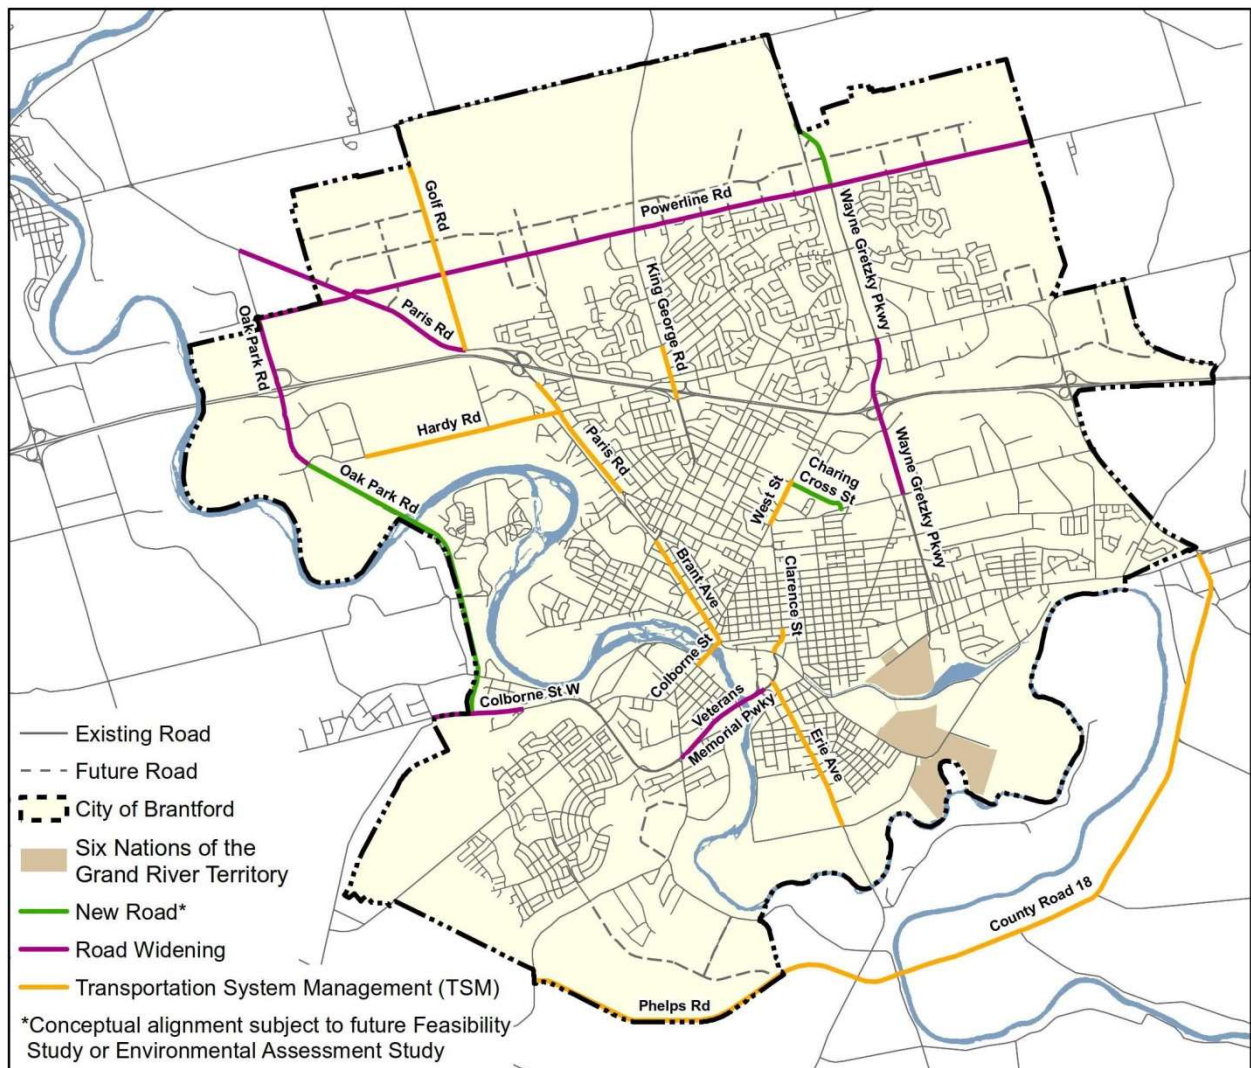 Golf Rd
Powerline Rd
Wayne Gretzky Pkwy
King George Rd
Oak Park Rd
Paris Rd
Hardy Rd
Paris Rd
Oak Park Rd
Charing
Cross St
West St
Wayne Gretzky Pkwy
Brant Ave
Clarence St
Colborne St
Colborne St W
Veterans
Memorial Pwky
Erie Ave
County Road 18
Phelps Rd
Existing Road
Future Road
City of Brantford
Six Nations of the
Grand River Territory
New Road*
Road Widening
Transportation System Management (TSM)
*Conceptual alignment subject to future Feasibility
Study or Environmental Assessment Study